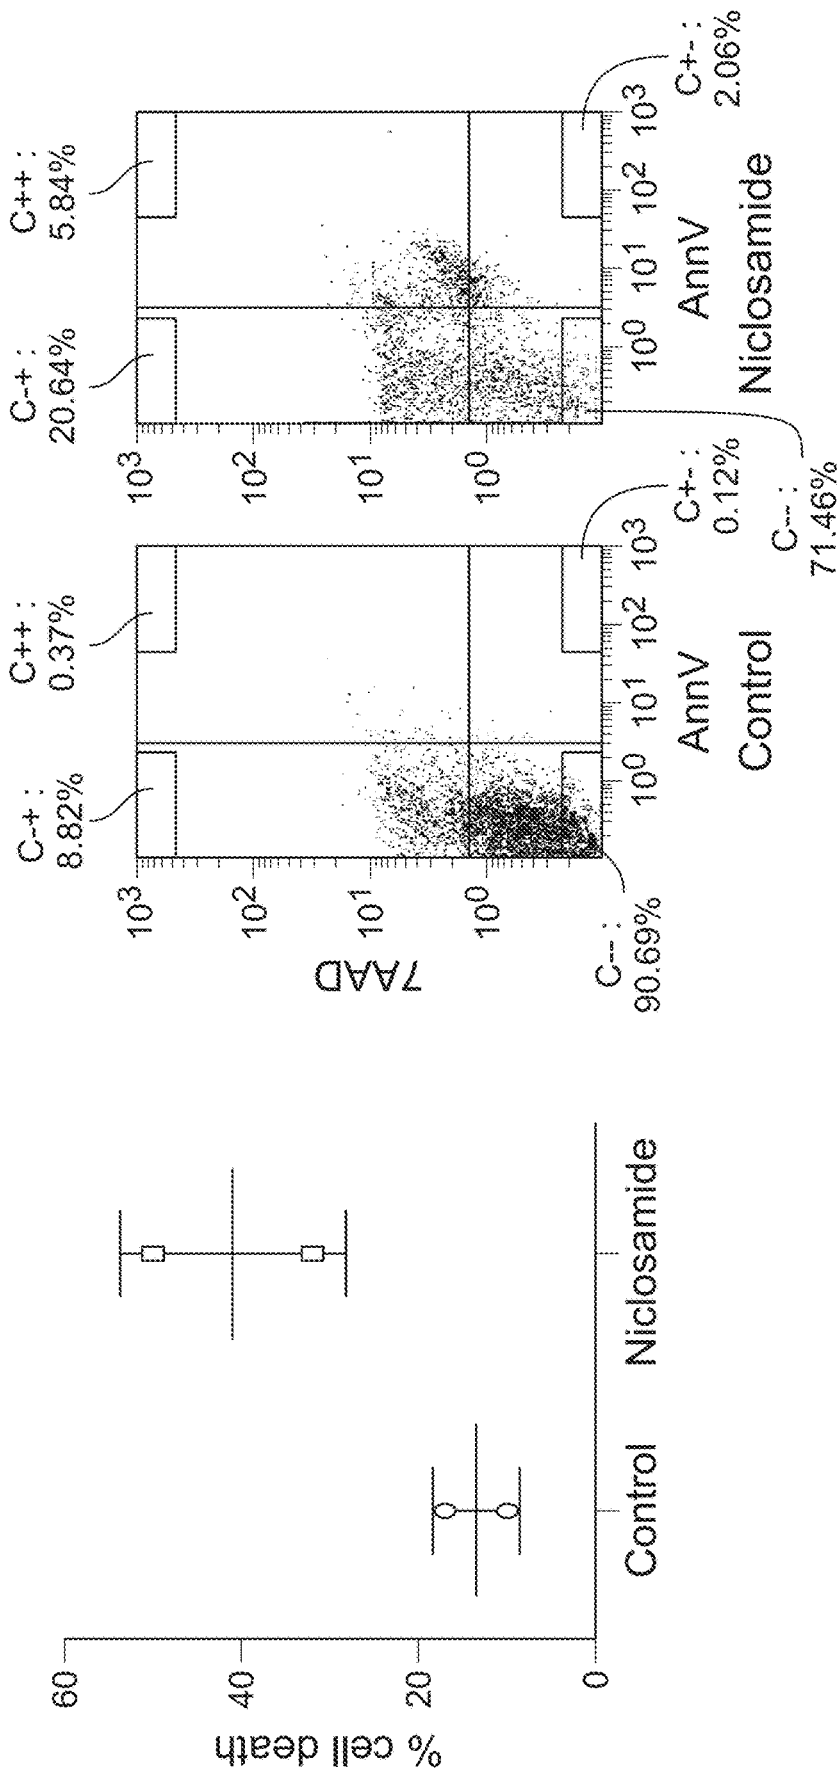 % cell death
60
40
20
0
Control
Niclosamide
7AAD
C-+ :
8.82%
C++ :
0.37%
10³
10²
10¹
10⁰
10⁰
10¹
10²
10³
C-- :
90.69%
C+- :
0.12%
AnnV
Control
C-+ :
20.64%
C++ :
5.84%
10³
10²
10¹
10⁰
10⁰
10¹
10²
10³
C-- :
71.46%
C+- :
2.06%
AnnV
Niclosamide